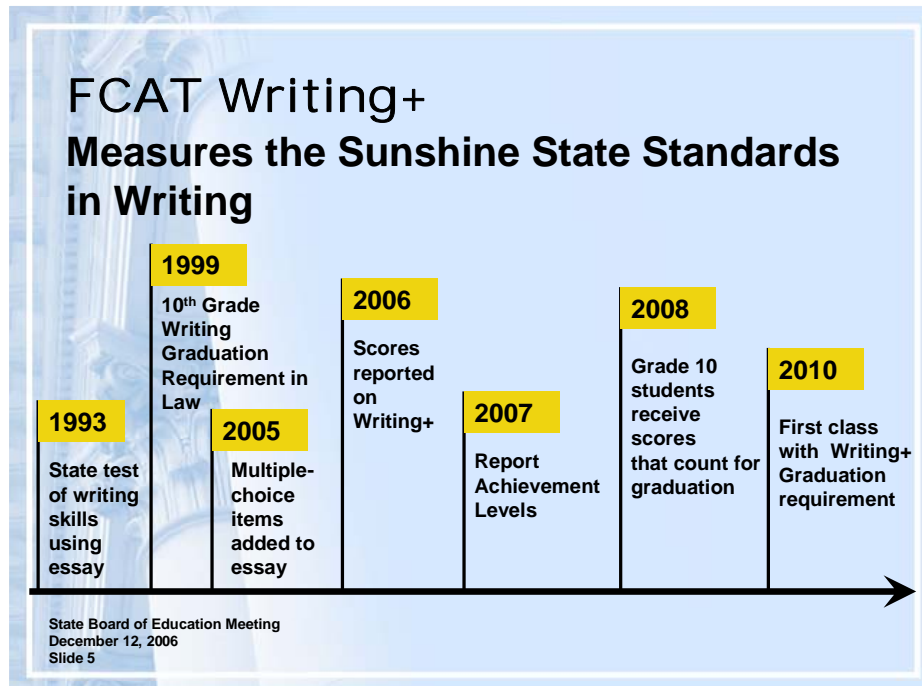 FCAT Writing+
Measures the Sunshine State Standards
in Writing
1993
State test
of writing
skills
using
essay
1999
10th Grade
Writing
Graduation
Requirement in
Law
2005
Multiple-
choice
items
added to
essay
2006
Scores
reported
on
Writing+
2007
Report
Achievement
Levels
2008
Grade 10
students
receive
scores
that count for
graduation
2010
First class
with Writing+
Graduation
requirement
State Board of Education Meeting
December 12, 2006
Slide 5